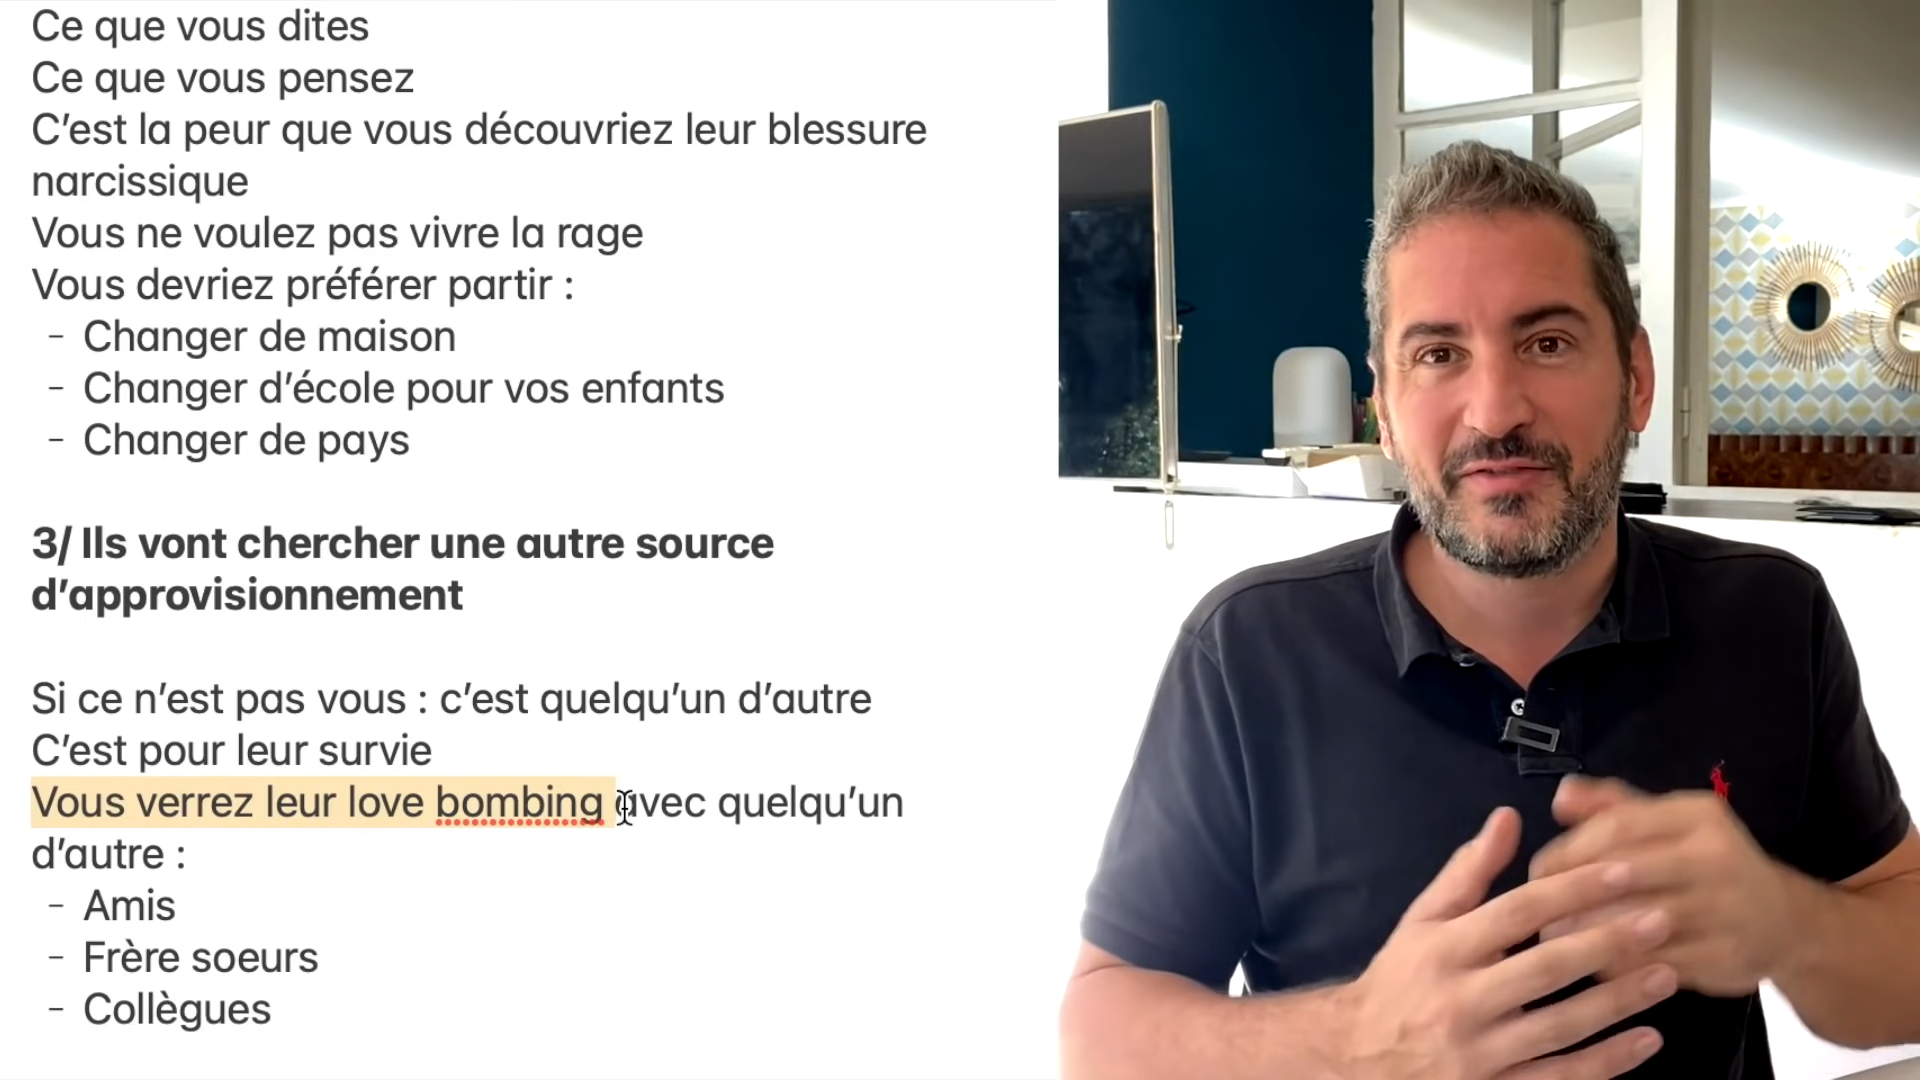 Ce que vous dites
Ce que vous pensez
C’est la peur que vous découvriez leur blessure
narcissique
Vous ne voulez pas vivre la rage
Vous devriez préférer partir :
- Changer de maison
- Changer d’école pour vos enfants
- Changer de pays
3/ Ils vont chercher une autre source
d’approvisionnement
Si ce n’est pas vous : c’est quelqu’un d’autre
C’est pour leur survie
Vous verrez leur love bombing avec quelqu’un
d’autre :
- Amis
- Frère soeurs
- Collègues